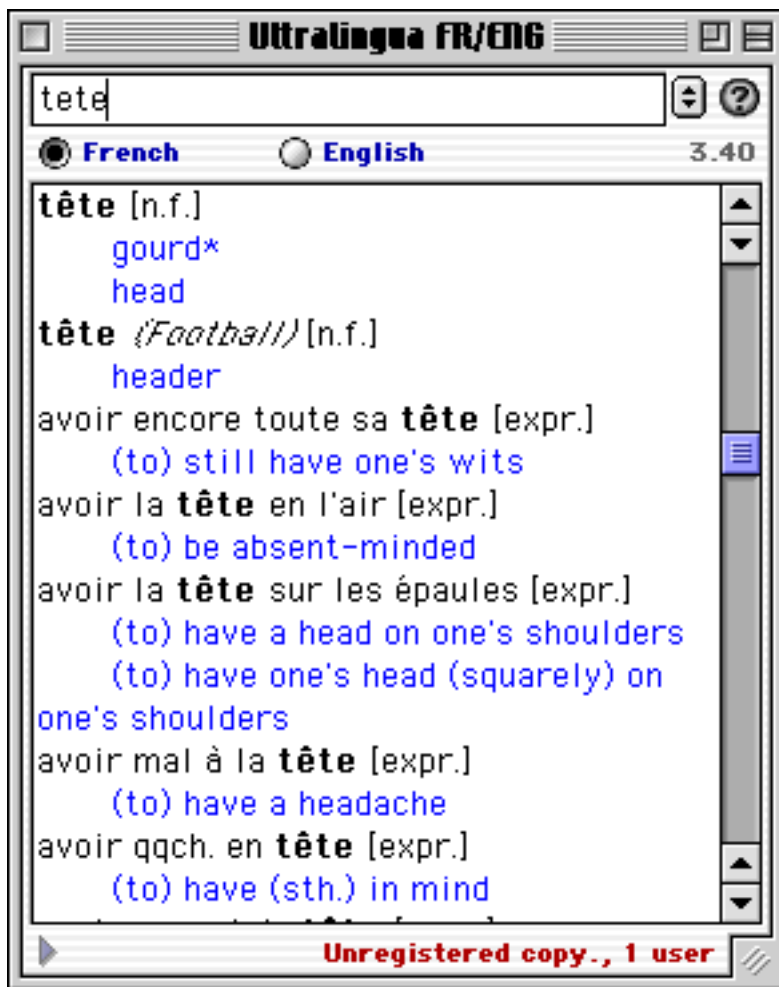 Ultralingua FR/ENG
tete
French English 3.40
tête [n.f.]
gourd*
head
tête (Football) [n.f.]
header
avoir encore toute sa tête [expr.]
(to) still have one's wits
avoir la tête en l'air [expr.]
(to) be absent-minded
avoir la tête sur les épaules [expr.]
(to) have a head on one's shoulders
(to) have one's head (squarely) on
one's shoulders
avoir mal à la tête [expr.]
(to) have a headache
avoir qqch. en tête [expr.]
(to) have (sth.) in mind
Unregistered copy., 1 user